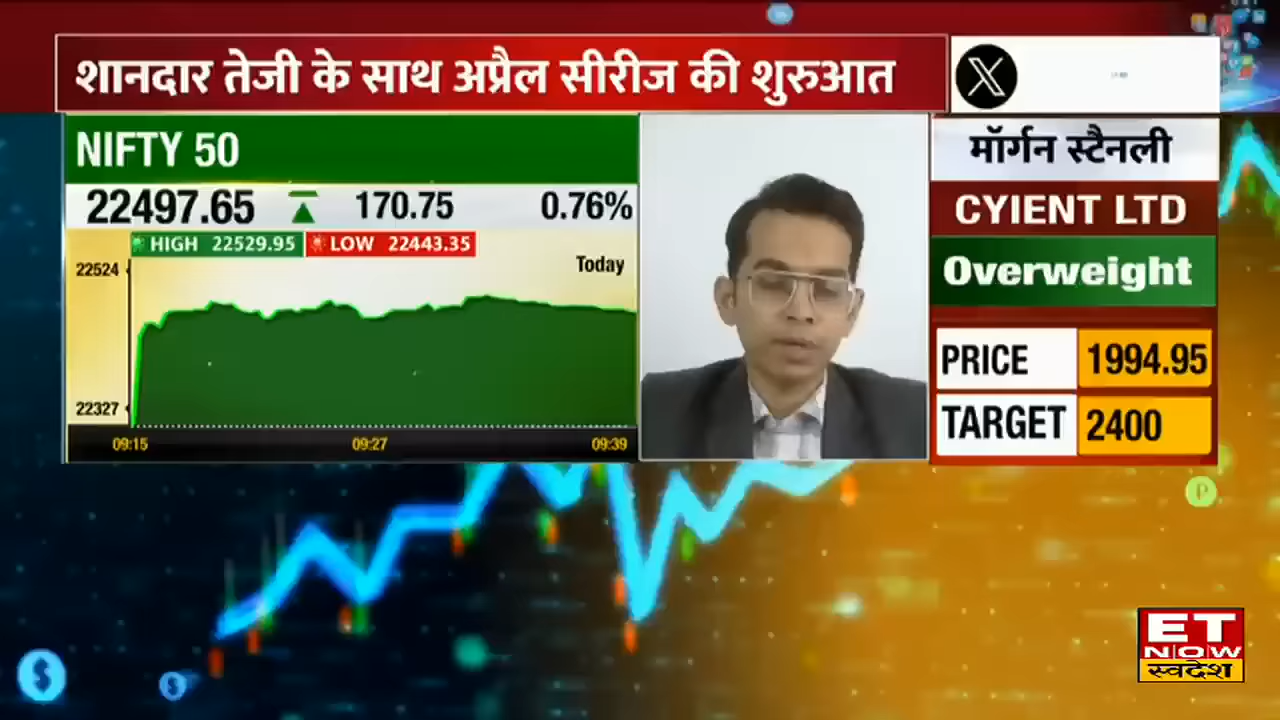 शानदार तेजी के साथ अप्रैल सीरीज की शुरुआत
NIFTY 50
22497.65 170.75 0.76%
HIGH 22529.95 LOW 22443.35
Today
22524
22327
09:15 09:27 09:39
मॉर्गन स्टैनली
CYIENT LTD
Overweight
PRICE 1994.95
TARGET 2400
ET
NOW
स्वदेश